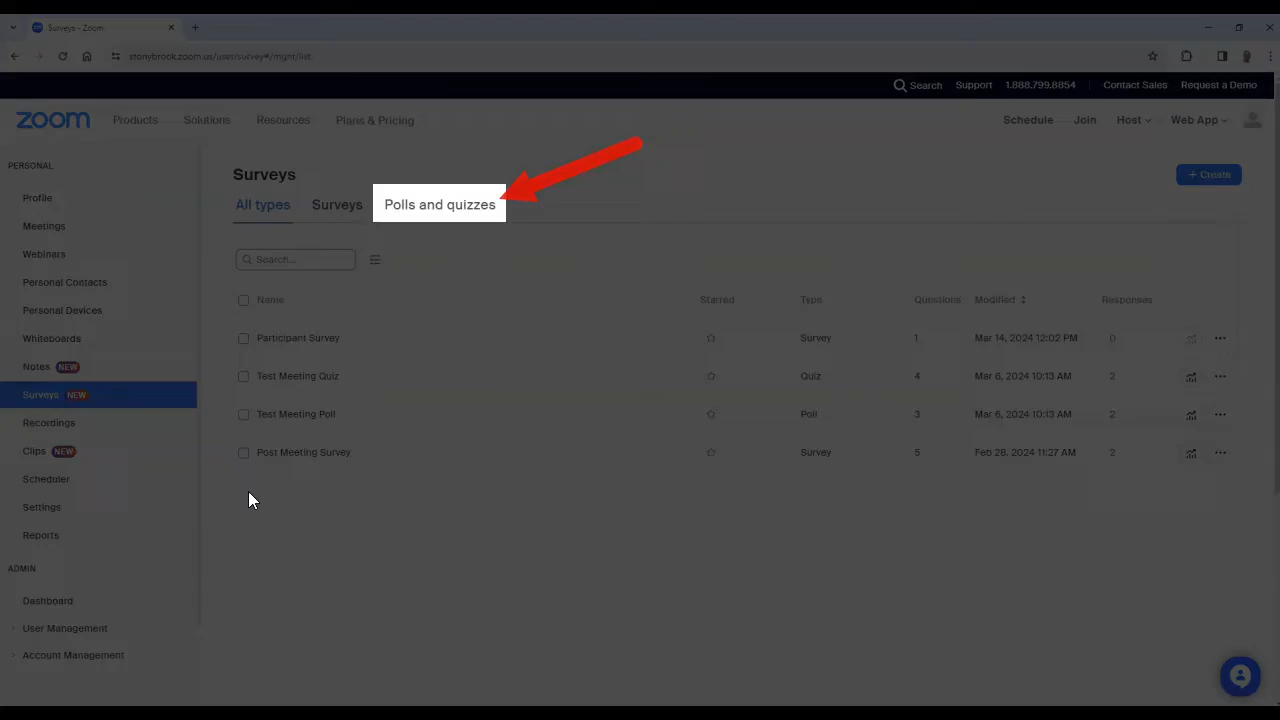 Surveys - Zoom
stonybrook.zoom.us/user/survey#/mgnt/list
Search Support 1.888.799.8854 Contact Sales Request a Demo
zoom Products Solutions Resources Plans & Pricing Schedule Join Host Web App
PERSONAL
Profile
Meetings
Webinars
Personal Contacts
Personal Devices
Whiteboards
Notes NEW
Surveys NEW
Recordings
Clips NEW
Scheduler
Settings
Reports
ADMIN
Dashboard
User Management
Account Management
Surveys
+ Create
All types Surveys Polls and quizzes
Search...
Name Starred Type Questions Modified Responses
Participant Survey Survey 1 Mar 14, 2024 12:02 PM 0
Test Meeting Quiz Quiz 4 Mar 6, 2024 10:13 AM 2
Test Meeting Poll Poll 3 Mar 6, 2024 10:13 AM 2
Post Meeting Survey Survey 5 Feb 28, 2024 11:27 AM 2